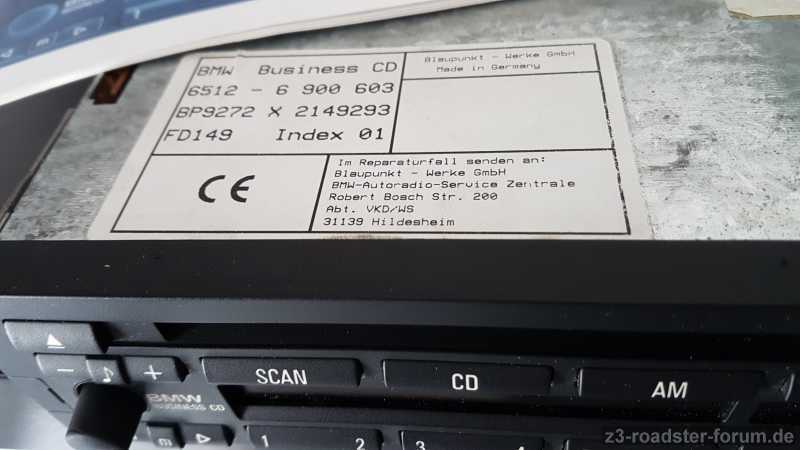 BMW Business CD
6512 - 6 900 603
BP9272 X 2149293
FD149 Index 01
Blaupunkt - Werke GmbH
Made in Germany
CE
Im Reparaturfall senden an:
Blaupunkt - Werke GmbH
BMW-Autoradio-Service Zentrale
Robert Bosch Str. 200
Abt. VKD/WS
31139 Hildesheim
− ♪ +
SCAN
CD
AM
BMW
BUSINESS CD
m
1 2 3 4
z3-roadster-forum.de